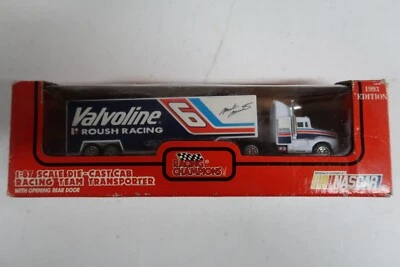 1993
EDITION
Valvoline
ROUSH RACING
6
1:87 SCALE DIE-CAST CAB
RACING TEAM TRANSPORTER
WITH OPENING REAR DOOR
RACING
CHAMPIONS
NASCAR